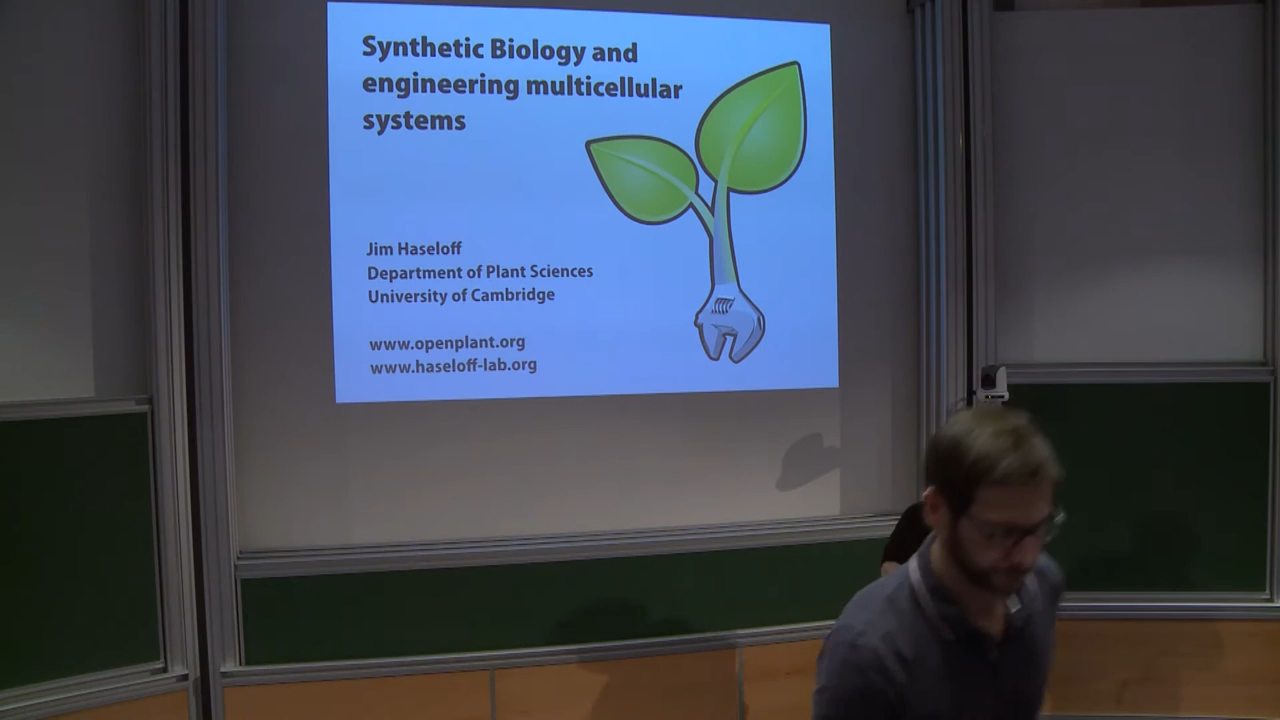 Synthetic Biology and
engineering multicellular
systems
Jim Haseloff
Department of Plant Sciences
University of Cambridge
www.openplant.org
www.haseloff-lab.org